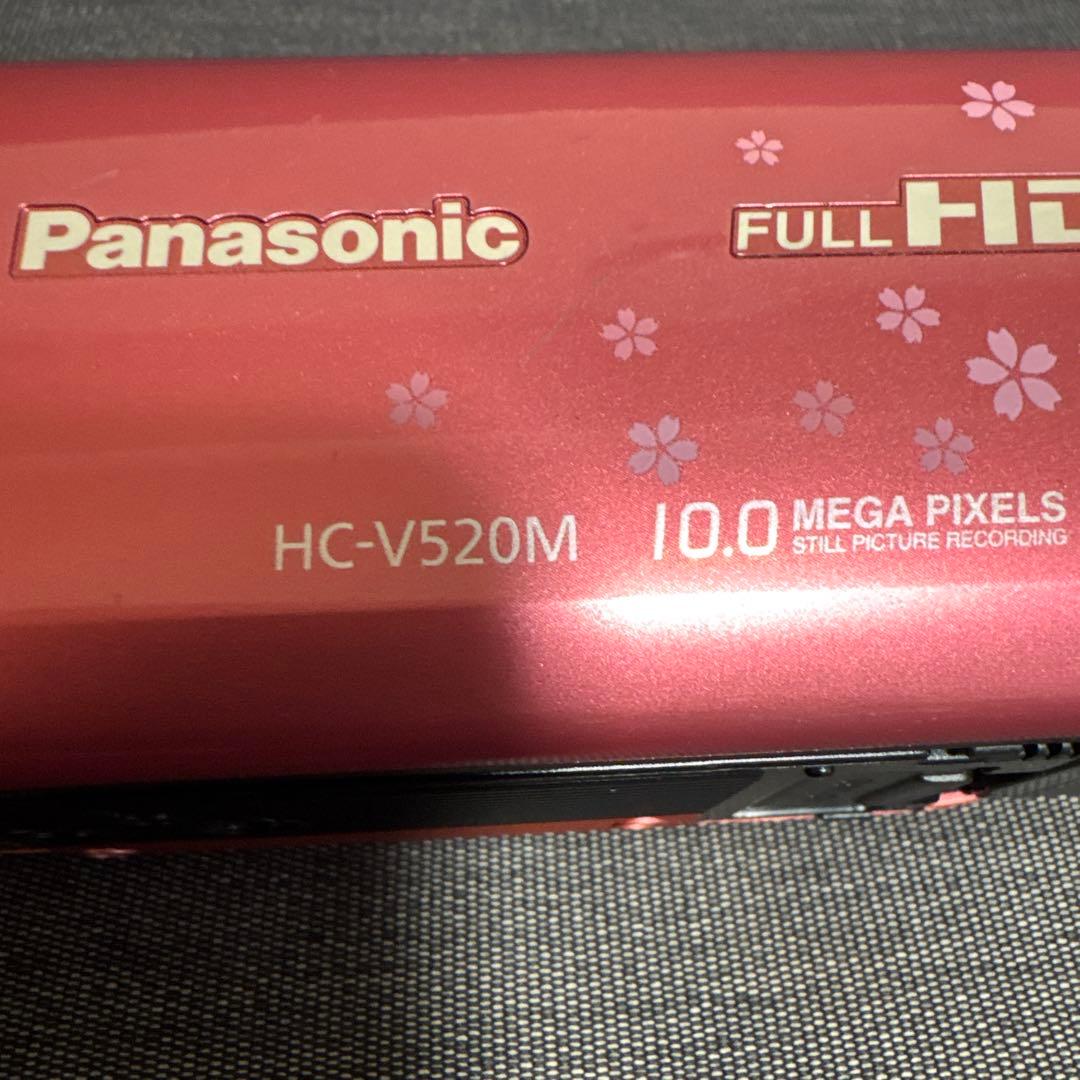 Panasonic
FULL HD
HC-V520M
10.0 MEGA PIXELS
STILL PICTURE RECORDING